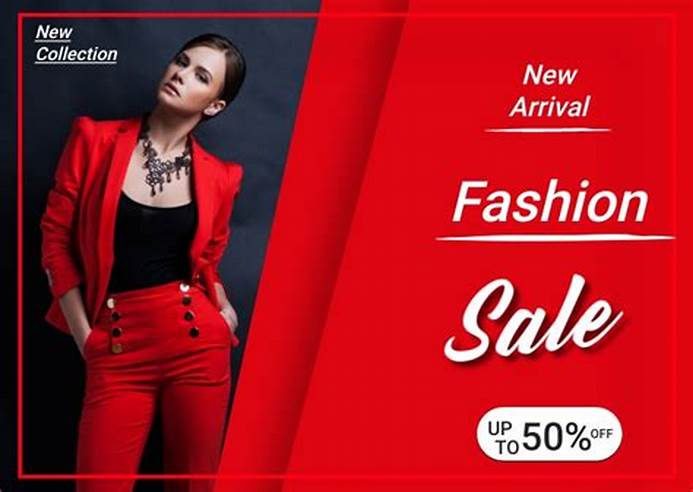 New
Collection
New
Arrival
Fashion
Sale
UP
TO 50% OFF